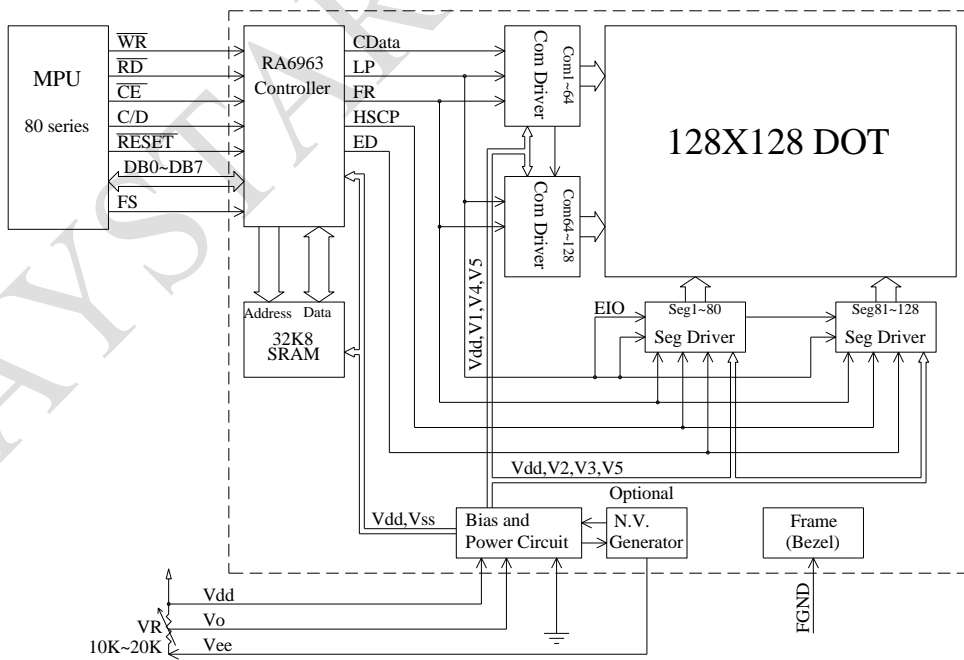 MPU
80 series
WR
RD
CE
C/D
RESET
DB0~DB7
FS
RA6963
Controller
CData
LP
FR
HSCP
ED
Com1~64
Com Driver
Com64~128
Com Driver
128X128 DOT
Address
Data
32K8
SRAM
Vdd,V1,V4,V5
EIO
Seg1~80
Seg Driver
Seg81~128
Seg Driver
Vdd,V2,V3,V5
Vdd,Vss
Bias and
Power Circuit
Optional
N.V.
Generator
Frame
(Bezel)
FGND
Vdd
Vo
Vee
VR
10K~20K
AYSTAR